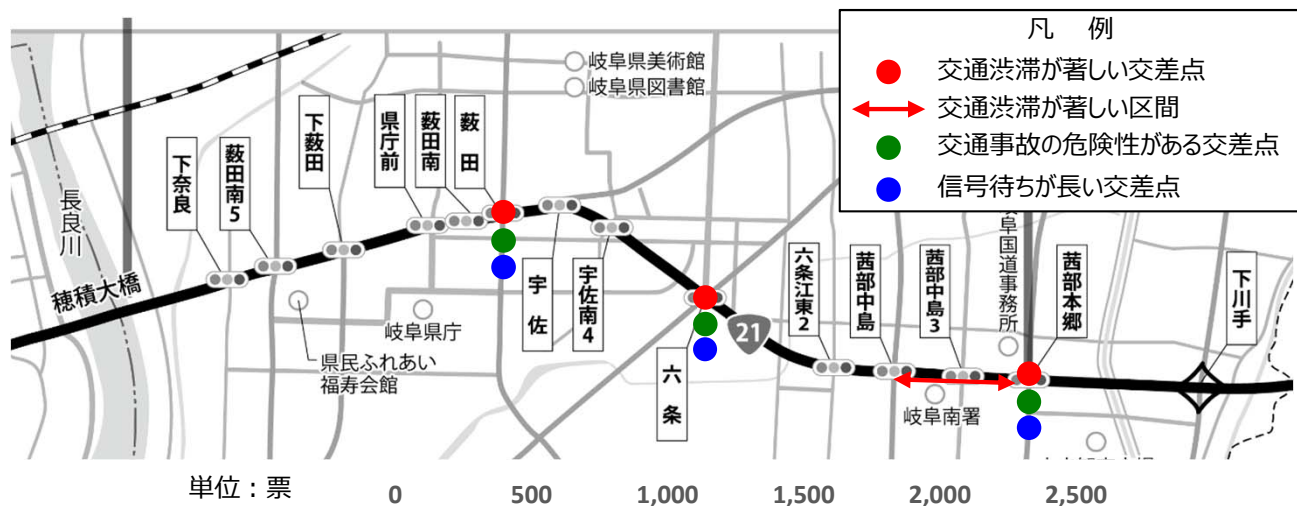 凡 例
交通渋滞が著しい交差点
交通渋滞が著しい区間
交通事故の危険性がある交差点
信号待ちが長い交差点
岐阜県美術館
岐阜県図書館
下奈良
薮田南5
下薮田
県庁前
薮田南
薮田
長良川
穂積大橋
県民ふれあい
福寿会館
岐阜県庁
宇佐
宇佐南4
六条
21
六条江東2
茜部中島
茜部中島3
岐阜国道事務所
茜部本郷
下川手
岐阜南署
単位：票
0 500 1,000 1,500 2,000 2,500